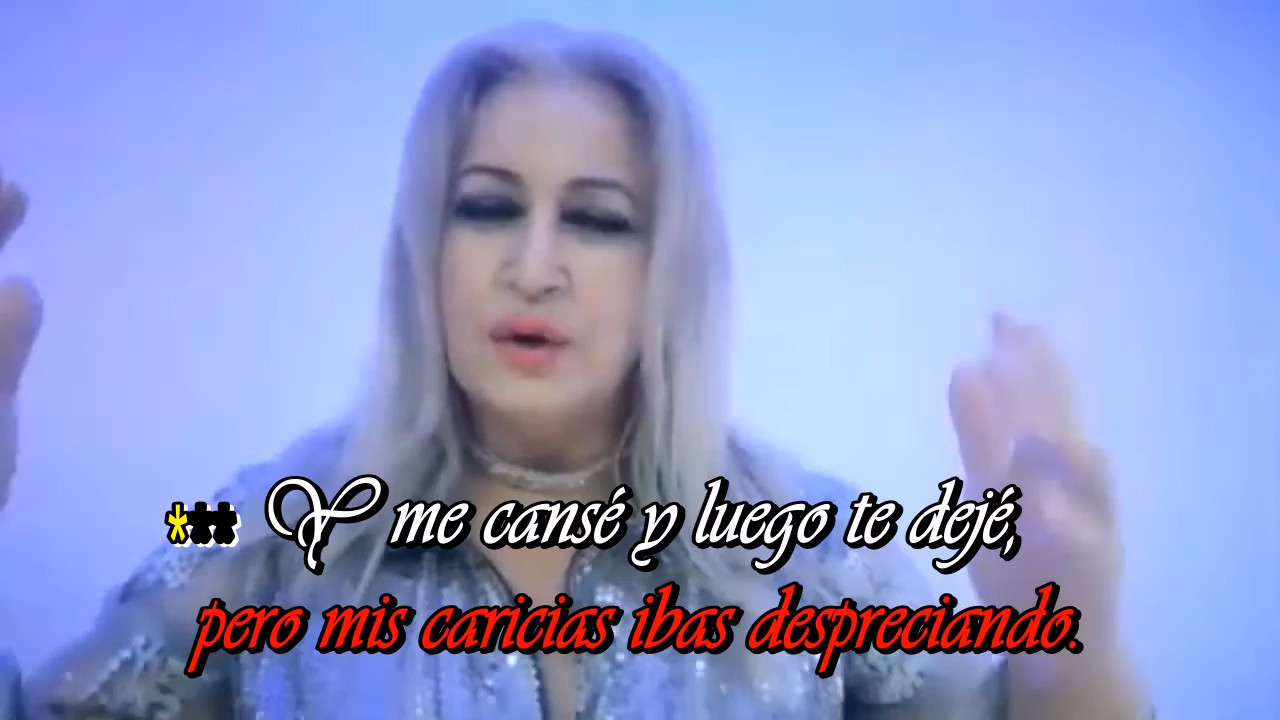 *** Y me cansé y luego te dejé,
pero mis caricias ibas despreciando.